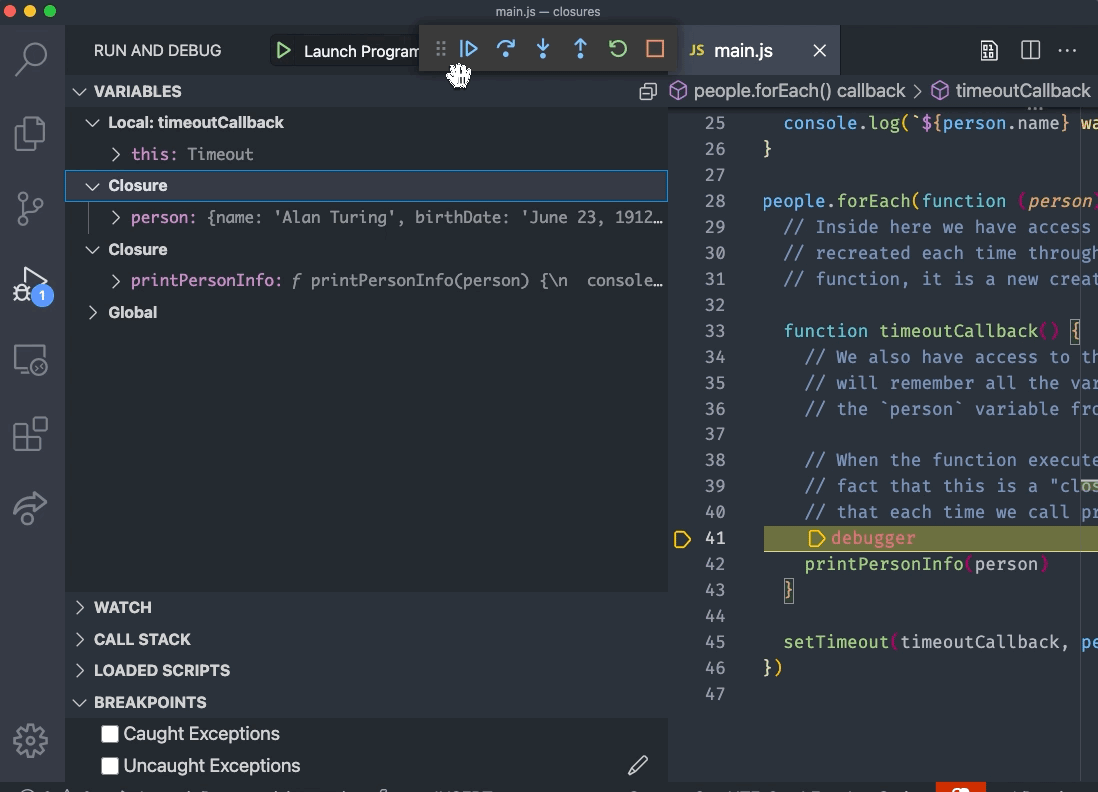 main.js — closures
RUN AND DEBUG
Launch Program
JS main.js
VARIABLES
Local: timeoutCallback
this: Timeout
Closure
person: {name: 'Alan Turing', birthDate: 'June 23, 1912…
Closure
printPersonInfo: ƒ printPersonInfo(person) {\n  console…
Global
1
WATCH
CALL STACK
LOADED SCRIPTS
BREAKPOINTS
Caught Exceptions
Uncaught Exceptions
people.forEach() callback > timeoutCallback
25 console.log(`${person.name} wa
26 }
27
28 people.forEach(function (person)
29 // Inside here we have access
30 // recreated each time through
31 // function, it is a new creat
32
33 function timeoutCallback() {
34 // We also have access to th
35 // will remember all the var
36 // the `person` variable fro
37
38 // When the function execute
39 // fact that this is a "clos
40 // that each time we call pr
41 debugger
42 printPersonInfo(person)
43 }
44
45 setTimeout(timeoutCallback, pe
46 })
47